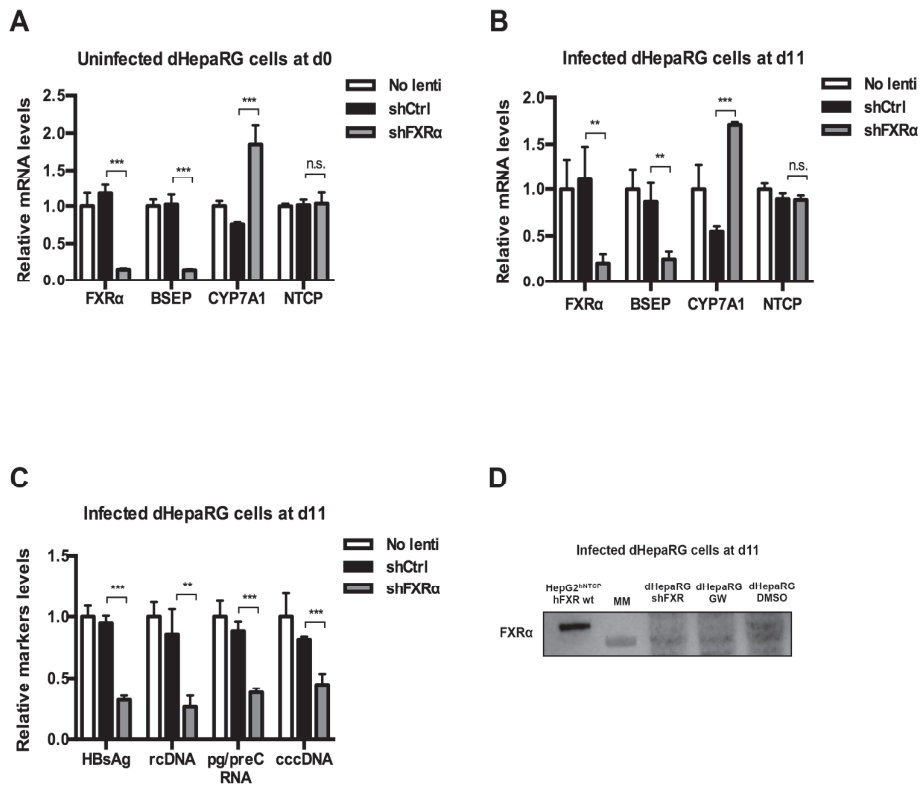 A
Uninfected dHepaRG cells at d0
No lenti
shCtrl
shFXRα
Relative mRNA levels
2.5
2.0
1.5
1.0
0.5
0.0
***
***
***
n.s.
FXRα BSEP CYP7A1 NTCP
B
Infected dHepaRG cells at d11
No lenti
shCtrl
shFXRα
Relative mRNA levels
2.0
1.5
1.0
0.5
0.0
**
**
***
n.s.
FXRα BSEP CYP7A1 NTCP
C
Infected dHepaRG cells at d11
No lenti
shCtrl
shFXRα
Relative markers levels
1.5
1.0
0.5
0.0
***
**
***
***
HBsAg rcDNA pg/preC cccDNA
RNA
D
Infected dHepaRG cells at d11
HepG2hNTCP dHepaRG dHepaRG dHepaRG
hFXR wt MM shFXR GW DMSO
FXRα